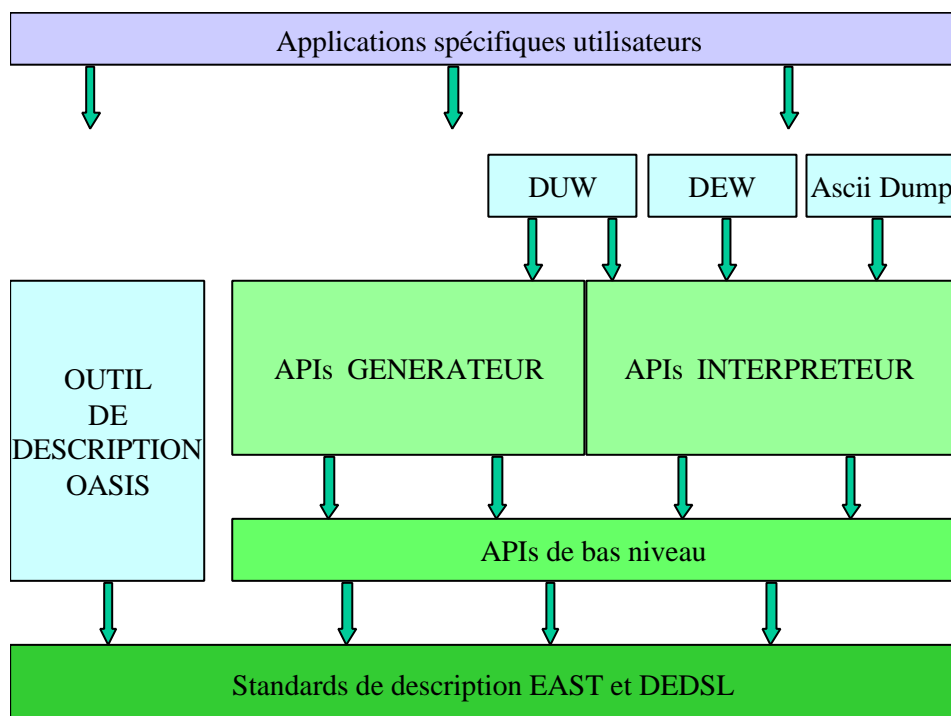 Applications spécifiques utilisateurs
DUW
DEW
Ascii Dump
OUTIL
DE
DESCRIPTION
OASIS
APIs GENERATEUR
APIs INTERPRETEUR
APIs de bas niveau
Standards de description EAST et DEDSL